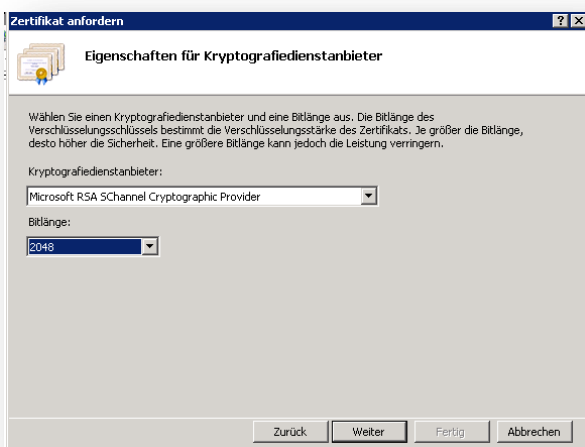 Zertifikat anfordern
Eigenschaften für Kryptografiedienstanbieter
Wählen Sie einen Kryptografiedienstanbieter und eine Bitlänge aus. Die Bitlänge des
Verschlüsselungsschlüssels bestimmt die Verschlüsselungsstärke des Zertifikats. Je größer die Bitlänge,
desto höher die Sicherheit. Eine größere Bitlänge kann jedoch die Leistung verringern.
Kryptografiedienstanbieter:
Microsoft RSA SChannel Cryptographic Provider
Bitlänge:
2048
Zurück Weiter Fertig Abbrechen